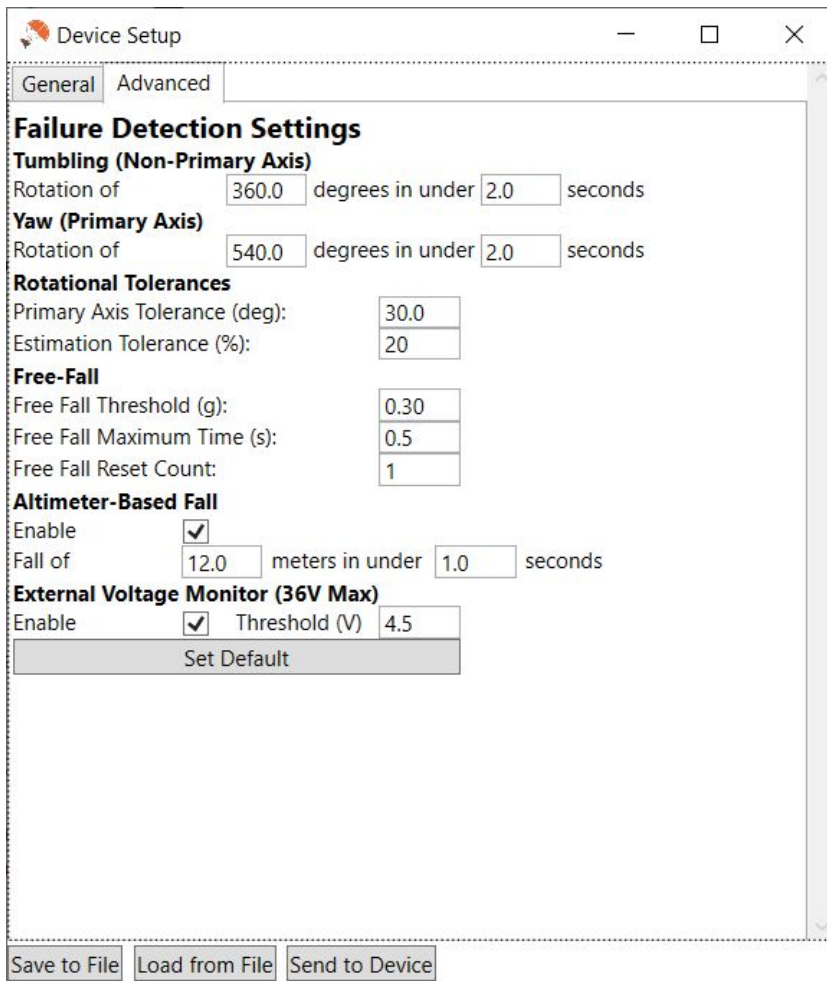 Device Setup
General Advanced
Failure Detection Settings
Tumbling (Non-Primary Axis)
Rotation of 360.0 degrees in under 2.0 seconds
Yaw (Primary Axis)
Rotation of 540.0 degrees in under 2.0 seconds
Rotational Tolerances
Primary Axis Tolerance (deg): 30.0
Estimation Tolerance (%): 20
Free-Fall
Free Fall Threshold (g): 0.30
Free Fall Maximum Time (s): 0.5
Free Fall Reset Count: 1
Altimeter-Based Fall
Enable
Fall of 12.0 meters in under 1.0 seconds
External Voltage Monitor (36V Max)
Enable Threshold (V) 4.5
Set Default
Save to File Load from File Send to Device